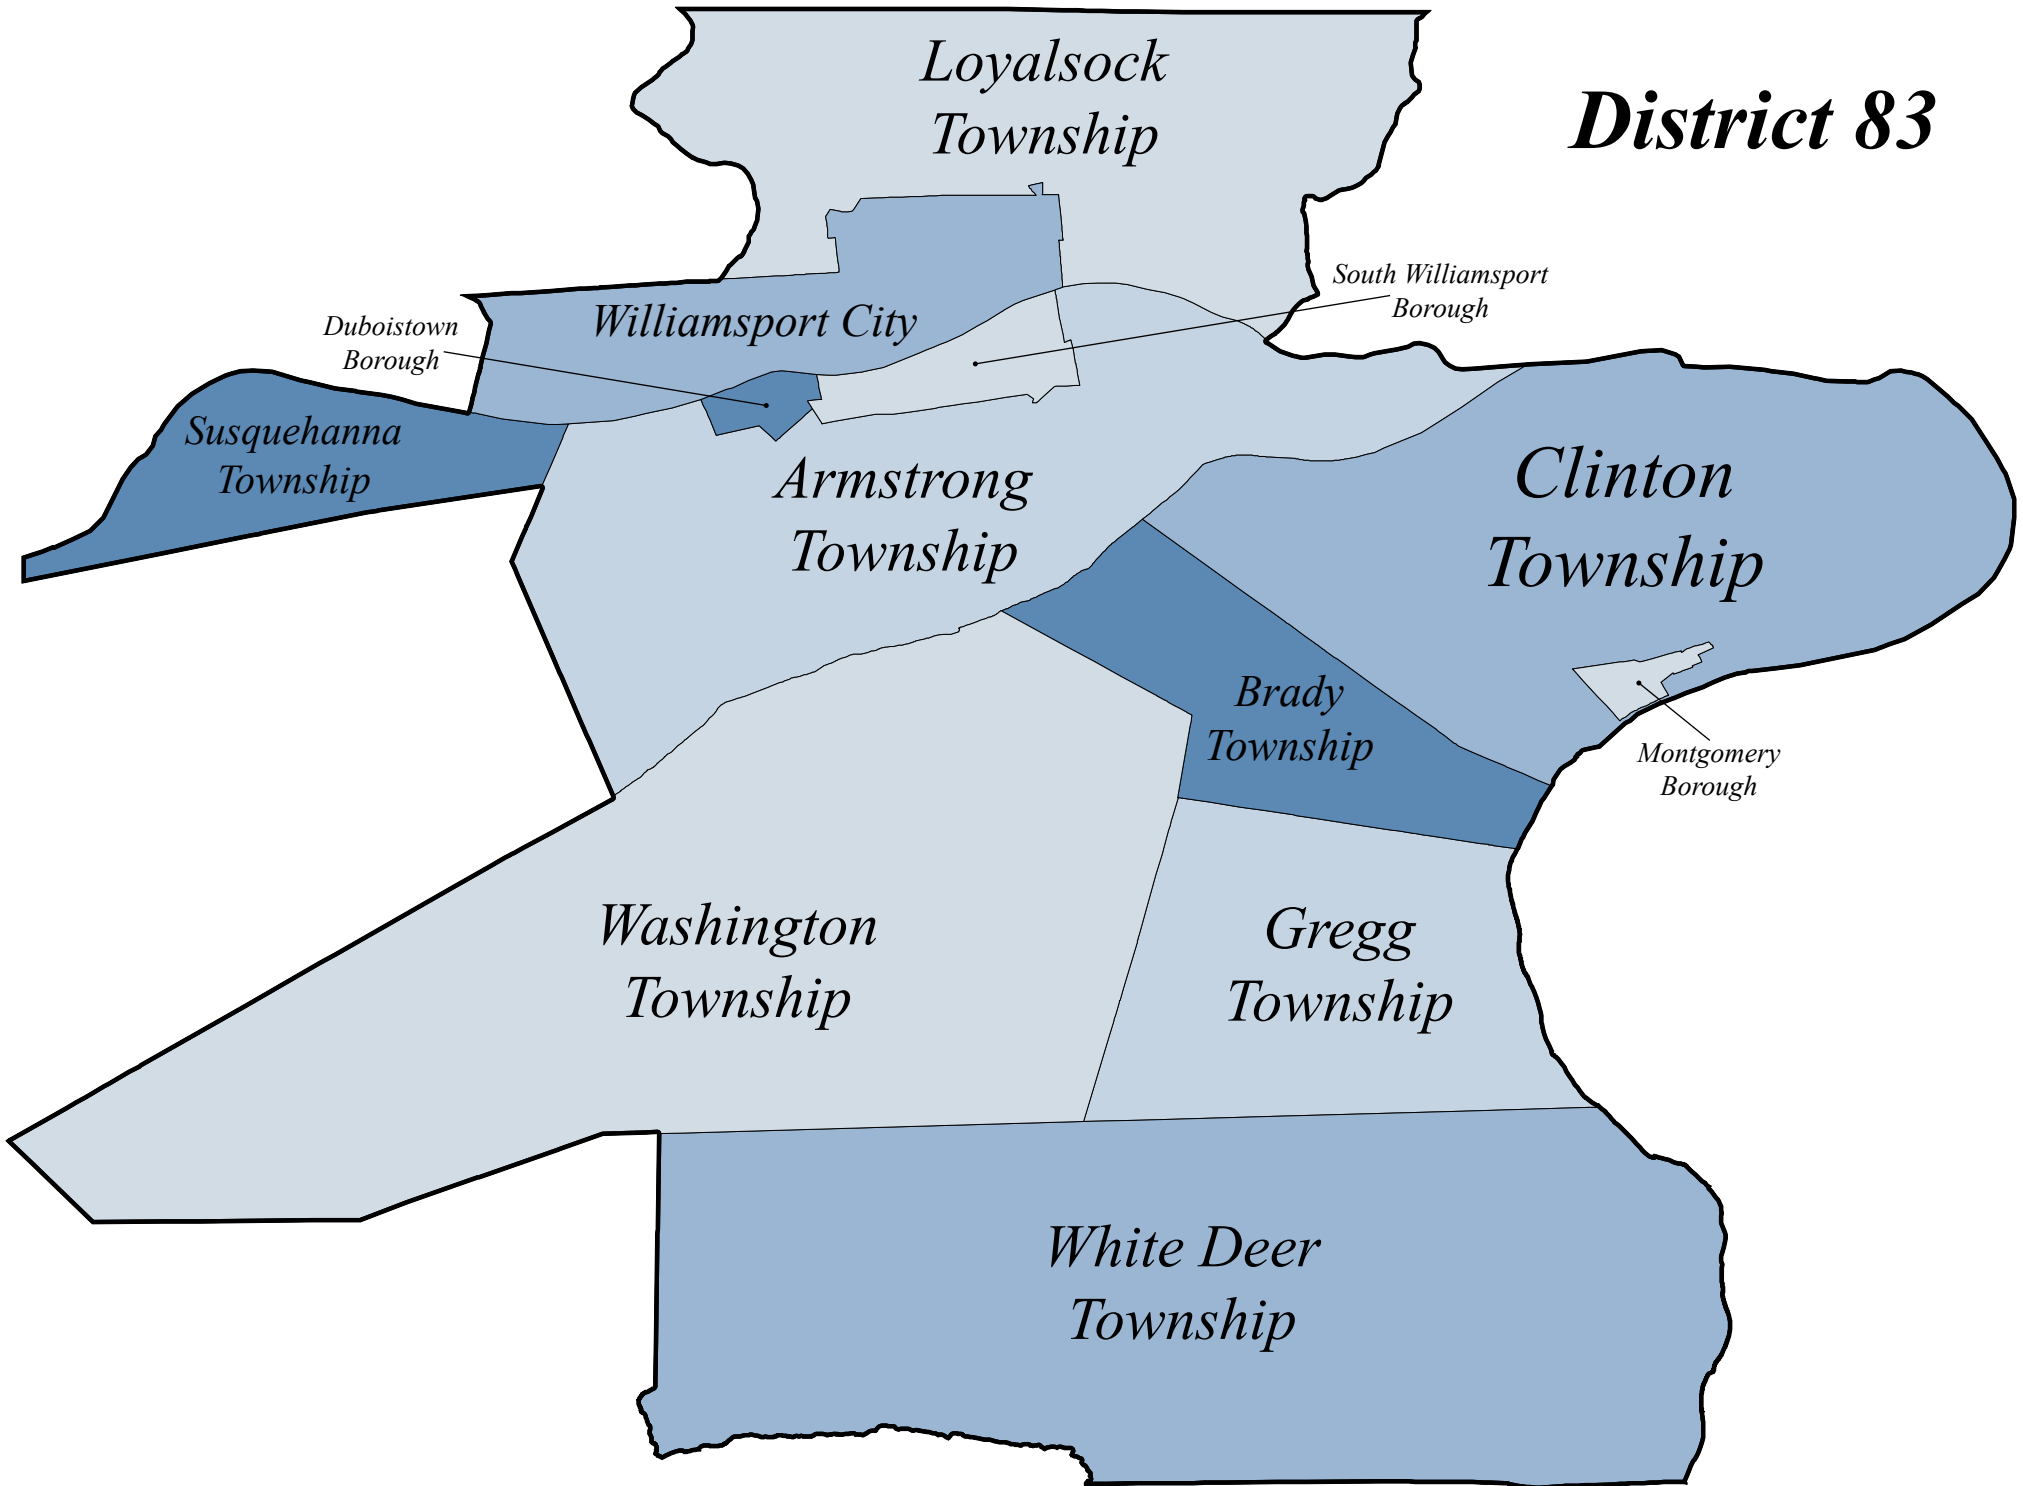 Loyalsock
Township
District 83
South Williamsport
Borough
Duboistown
Borough
Williamsport City
Susquehanna
Township
Armstrong
Township
Clinton
Township
Brady
Township
Montgomery
Borough
Washington
Township
Gregg
Township
White Deer
Township